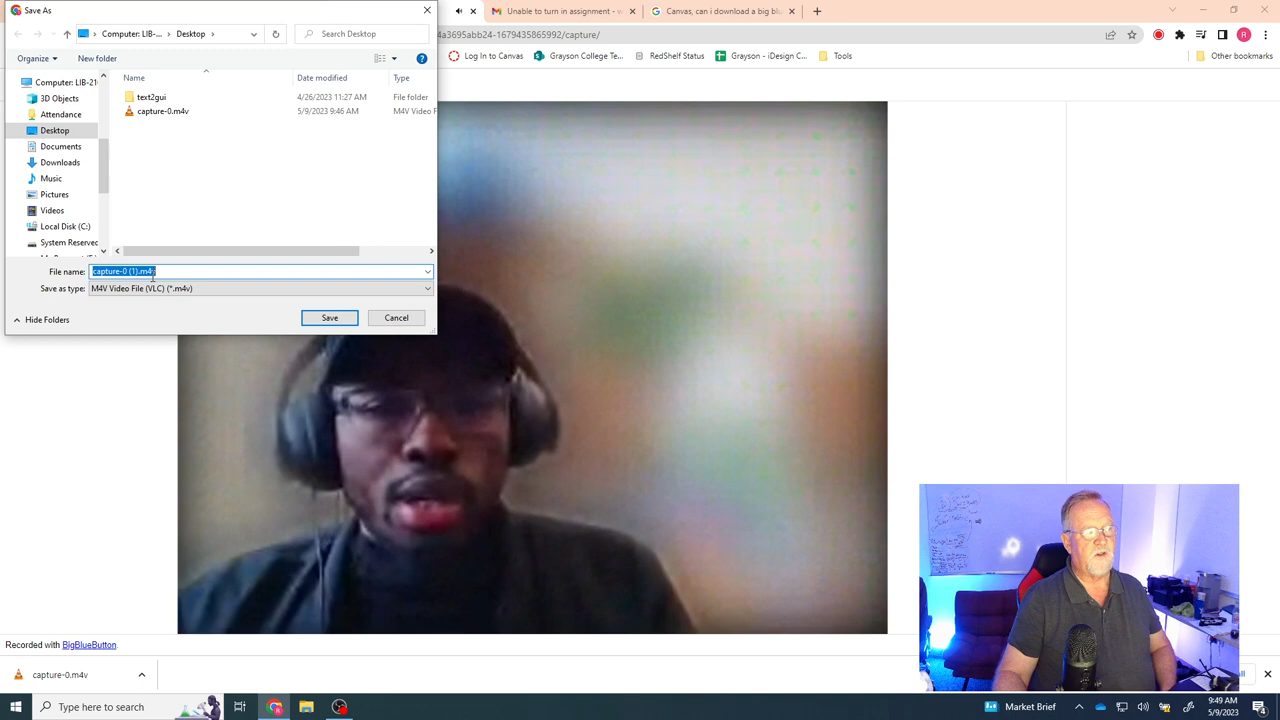 Save As
Unable to turn in assignment - w
Canvas, can i download a big blu
Computer: LIB-...
Desktop
Search Desktop
4a3695abb24-1679435865992/capture/
Organize
New folder
Log In to Canvas
Grayson College Te...
RedShelf Status
Grayson - iDesign C...
Tools
Other bookmarks
Name
Date modified
Type
Computer: LIB-21
3D Objects
text2gui
4/26/2023 11:27 AM
File folder
Attendance
capture-0.m4v
5/9/2023 9:46 AM
M4V Video F
Desktop
Documents
Downloads
Music
Pictures
Videos
Local Disk (C:)
System Reserved
File name:
capture-0 (1).m4v
Save as type:
M4V Video File (VLC) (*.m4v)
Hide Folders
Save
Cancel
Recorded with BigBlueButton.
capture-0.m4v
Type here to search
Market Brief
9:49 AM
5/9/2023